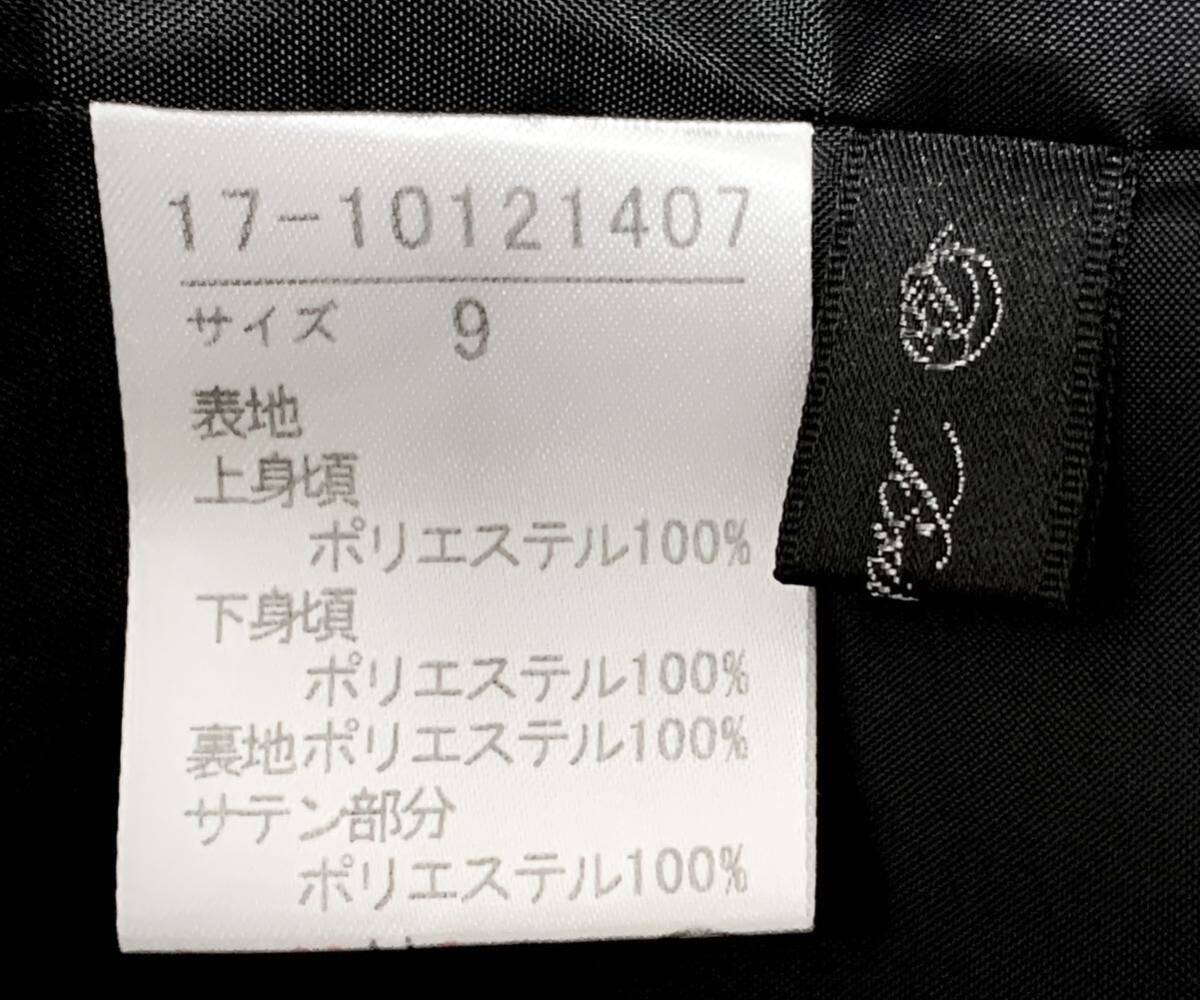 17-10121407
サイズ 9
表地
上身頃
ポリエステル100%
下身頃
ポリエステル100%
裏地ポリエステル100%
サテン部分
ポリエステル100%